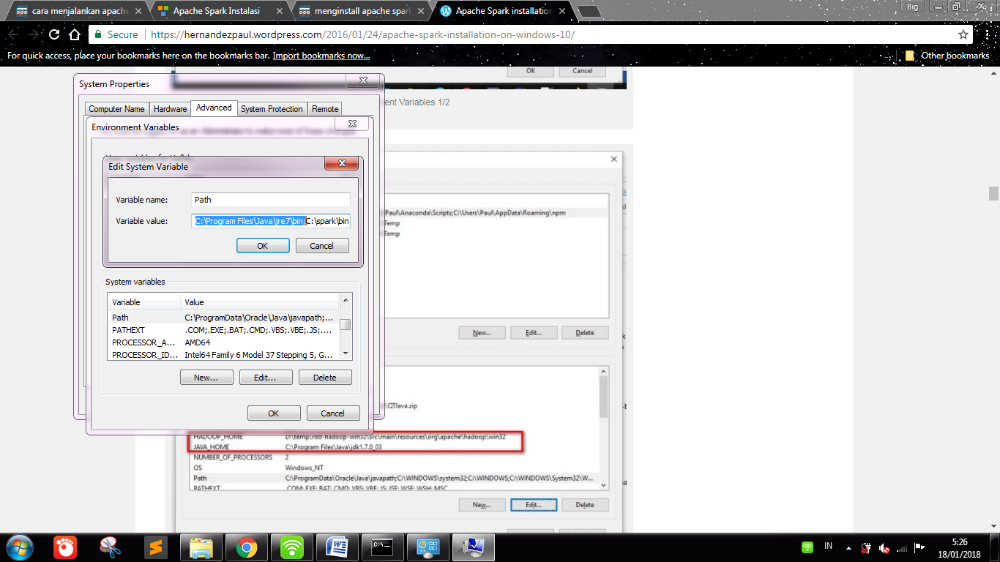 cara menjalankan apache
Apache Spark Instalasi
menginstall apache spark
Apache Spark installation
Big
Secure
https://hernandezpaul.wordpress.com/2016/01/24/apache-spark-installation-on-windows-10/
For quick access, place your bookmarks here on the bookmarks bar. Import bookmarks now...
Other bookmarks
OK Cancel
ent Variables 1/2
System Properties
Computer Name Hardware Advanced System Protection Remote
Environment Variables
Edit System Variable
Variable name: Path
Variable value: C:\Program Files\Java\jre7\bin;C:\spark\bin
OK Cancel
System variables
Variable Value
Path C:\ProgramData\Oracle\Java\javapath;...
PATHEXT .COM;.EXE;.BAT;.CMD;.VBS;.VBE;.JS;....
PROCESSOR_A... AMD64
PROCESSOR_ID... Intel64 Family 6 Model 37 Stepping 5, G...
New... Edit... Delete
OK Cancel
Paul\Anaconda\Scripts;C:\Users\Paul\AppData\Roaming\npm
Temp
Temp
New... Edit... Delete
\QTJava.zip
HADOOP_HOME D:\temp\rdd-hadoop-win32\src\main\resources\org\apache\hadoop\win32
JAVA_HOME C:\Program Files\Java\jdk1.7.0_03
NUMBER_OF_PROCESSORS 2
OS Windows_NT
Path C:\ProgramData\Oracle\Java\javapath;C:\WINDOWS\system32;C:\WINDOWS;C:\WINDOWS\System32\W...
PATHEXT .COM;.EXE;.BAT;.CMD;.VBS;.VBE;.JS;.JSE;.WSF;.WSH;.MSC
New... Edit... Delete
IN
5:26
18/01/2018